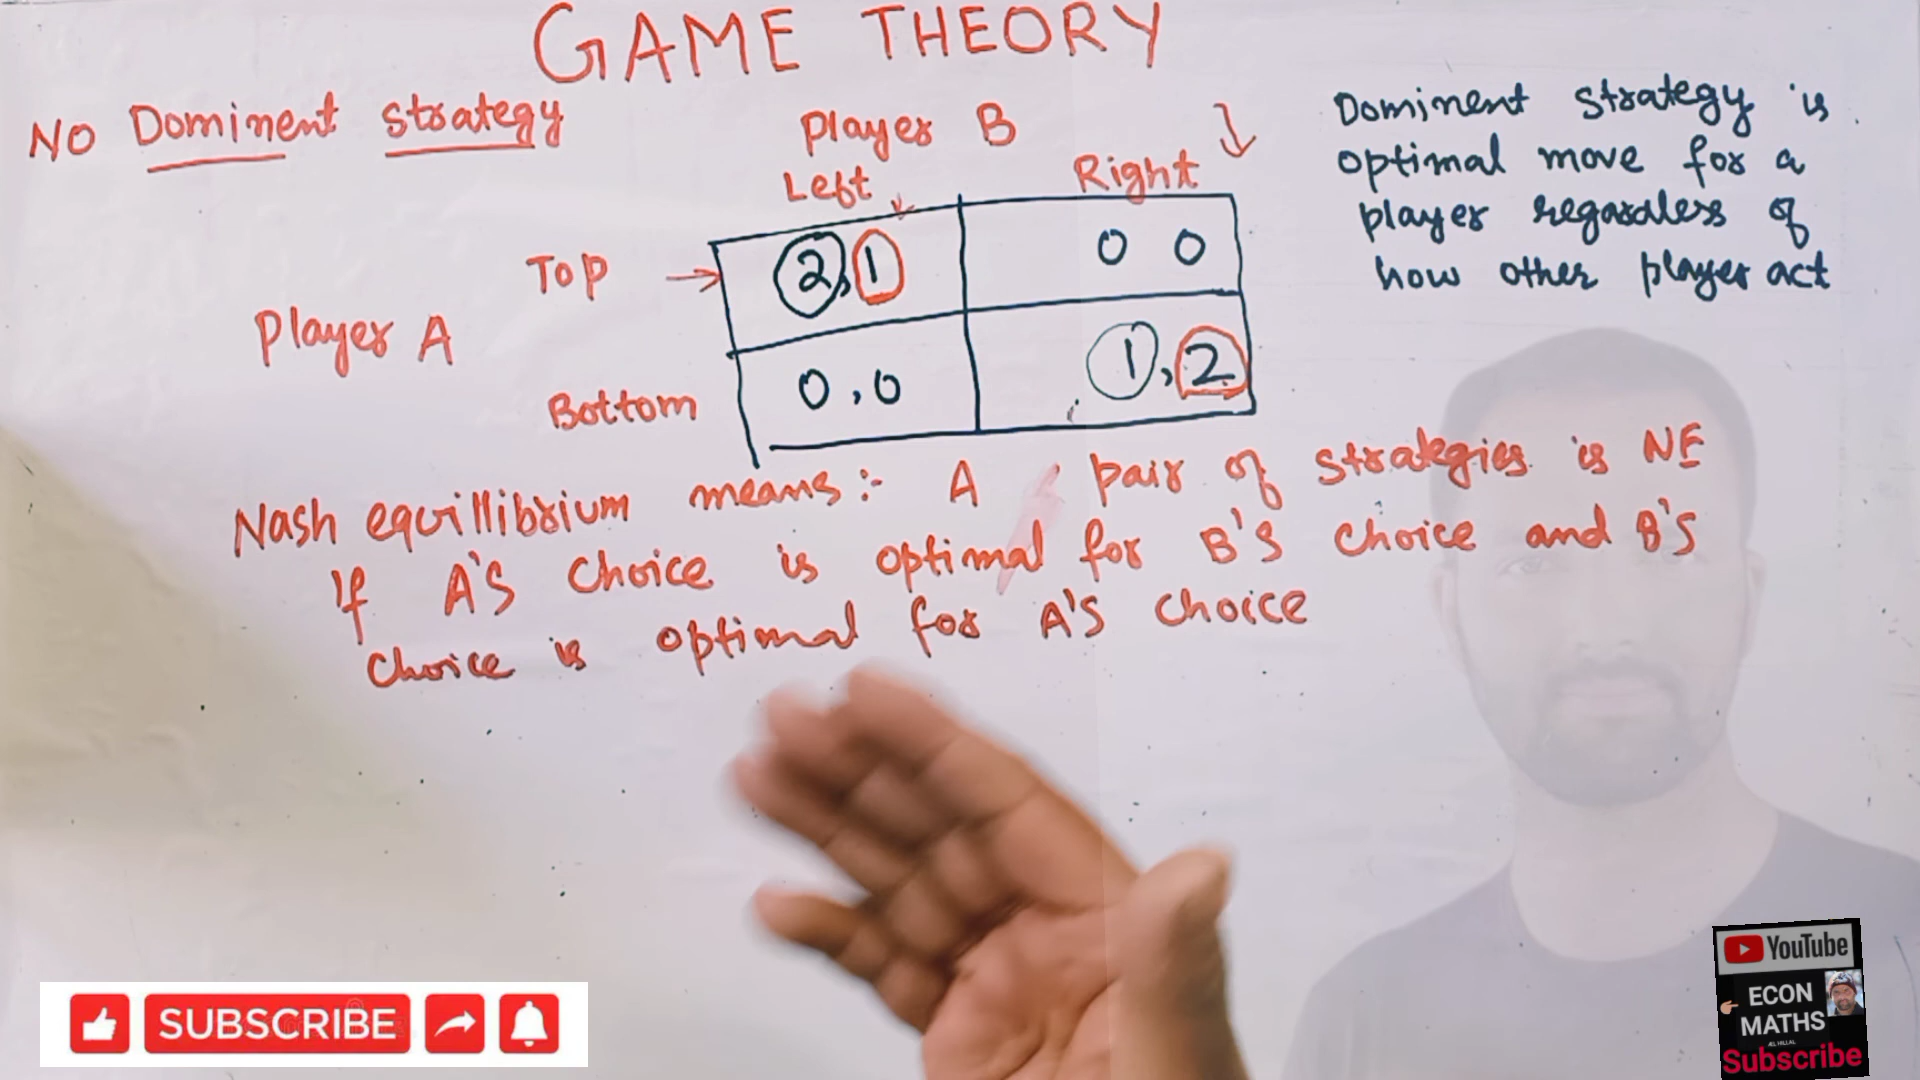 GAME THEORY
NO Dominent strategy
Player B
Left Right
Top
2, 1 0 0
Player A
Bottom
0, 0 1, 2
Dominent strategy is
optimal move for a
player regardless of
how other player act
Nash equillibrium means:- A pair of strategies is NE
If A'S choice is optimal for B'S choice and B'S
choice is optimal for A'S choice
SUBSCRIBE
YouTube
ECON
MATHS
Subscribe